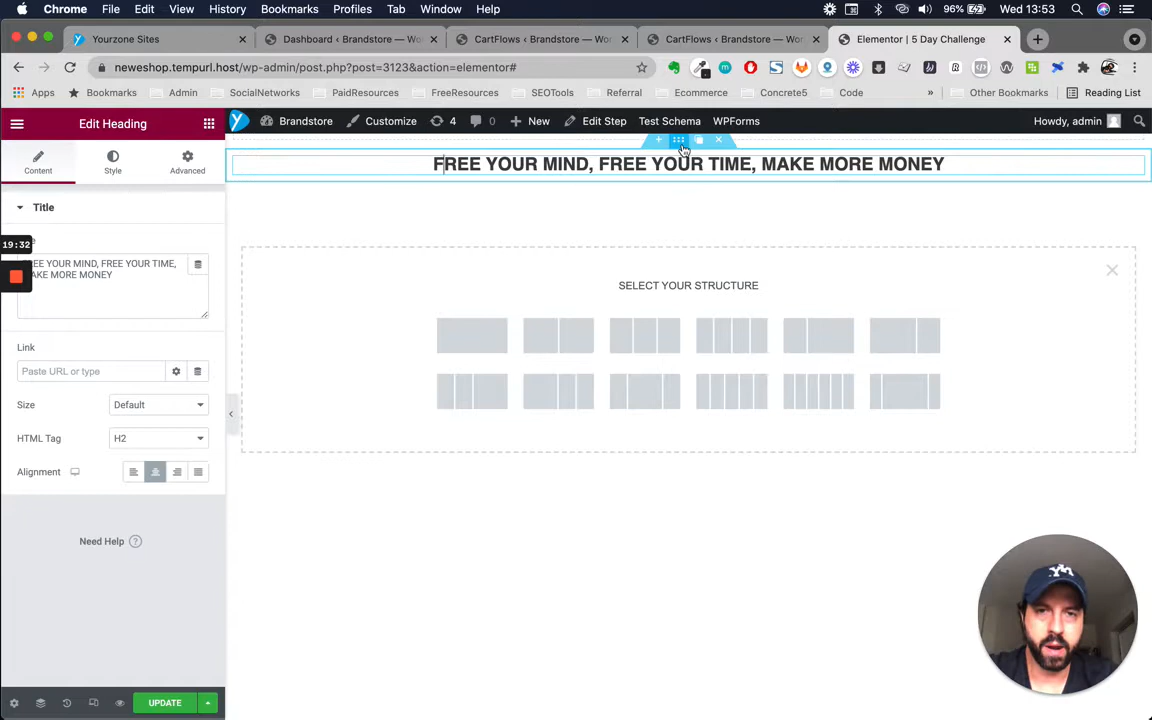 Chrome File Edit View History Bookmarks Profiles Tab Window Help 96% Wed 13:53
Yourzone Sites Dashboard ‹ Brandstore — Wo CartFlows ‹ Brandstore — Wor CartFlows ‹ Brandstore — Wor Elementor | 5 Day Challenge
neweshop.tempurl.host/wp-admin/post.php?post=3123&action=elementor#
Apps Bookmarks Admin SocialNetworks PaidResources FreeResources SEOTools Referral Ecommerce Concrete5 Code » Other Bookmarks Reading List
Edit Heading Brandstore Customize 4 0 New Edit Step Test Schema WPForms Howdy, admin
Content Style Advanced
FREE YOUR MIND, FREE YOUR TIME, MAKE MORE MONEY
Title
19:32
REE YOUR MIND, FREE YOUR TIME,
AKE MORE MONEY
SELECT YOUR STRUCTURE
Link
Paste URL or type
Size Default
HTML Tag H2
Alignment
Need Help ?
UPDATE